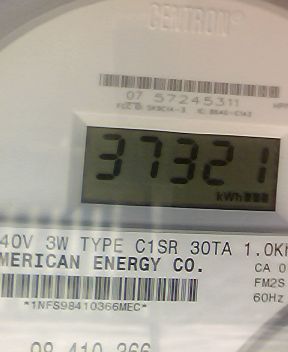 CENTRON®
07 57245311
37321
kWh
40V 3W TYPE C1SR 30TA 1.0K
MERICAN ENERGY CO.
CA 0
FM2S
60Hz
*1NFS98410366MEC*
98 410 366